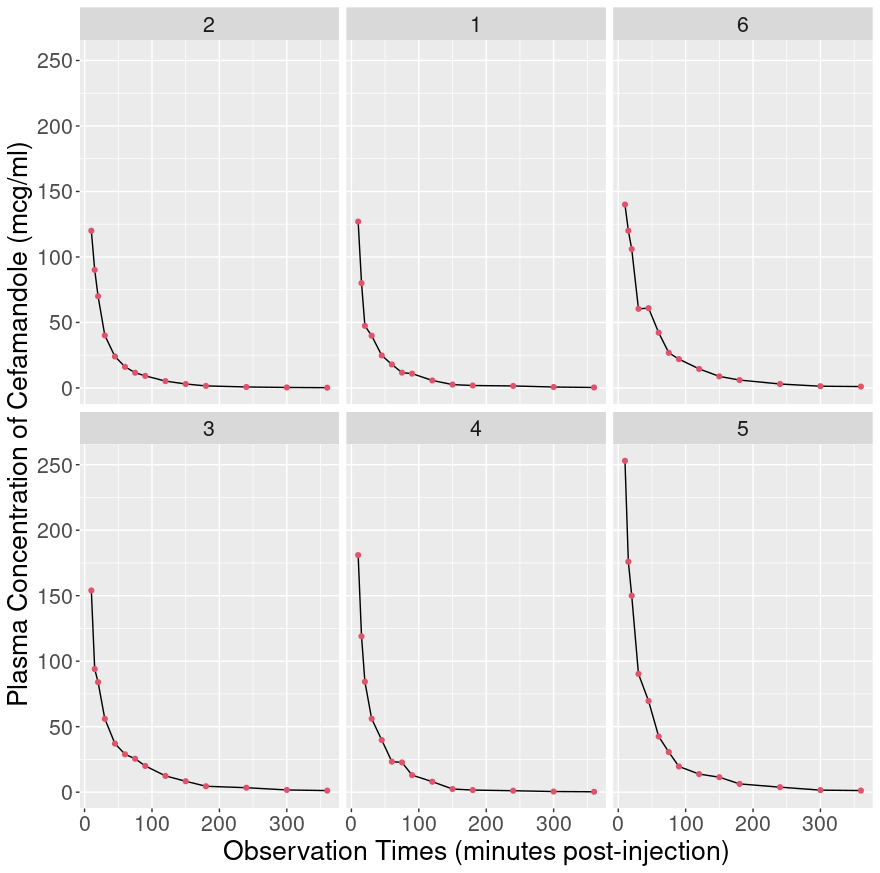 2 1 6
250
200
150
100
50
0
3 4 5
250
200
150
100
50
0
0 100 200 300 0 100 200 300 0 100 200 300
Observation Times (minutes post-injection)
Plasma Concentration of Cefamandole (mcg/ml)